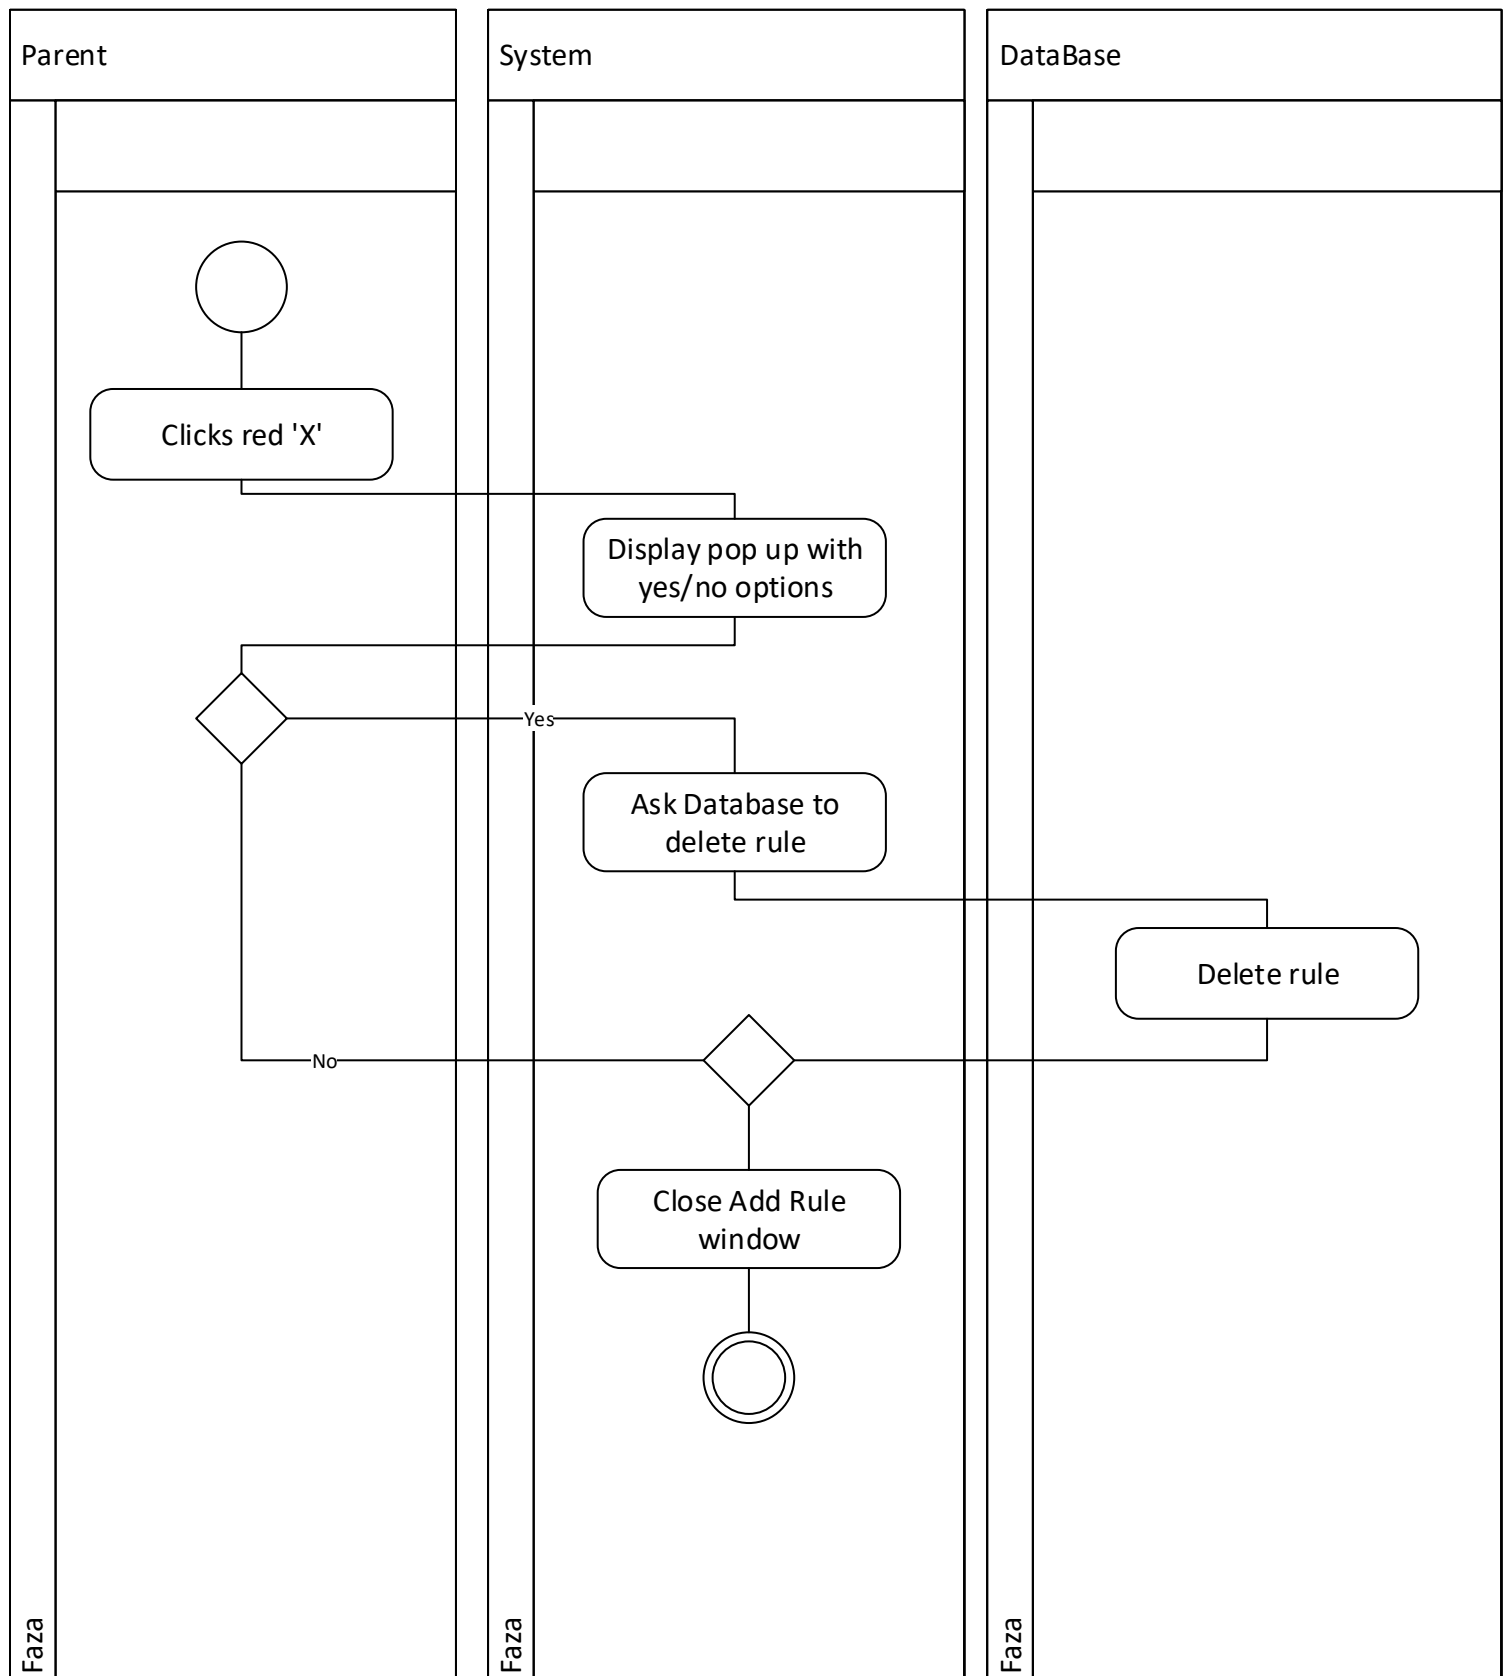 Parent
System
DataBase
Clicks red 'X'
Display pop up with
yes/no options
Yes
Ask Database to
delete rule
Delete rule
No
Close Add Rule
window
Faza
Faza
Faza